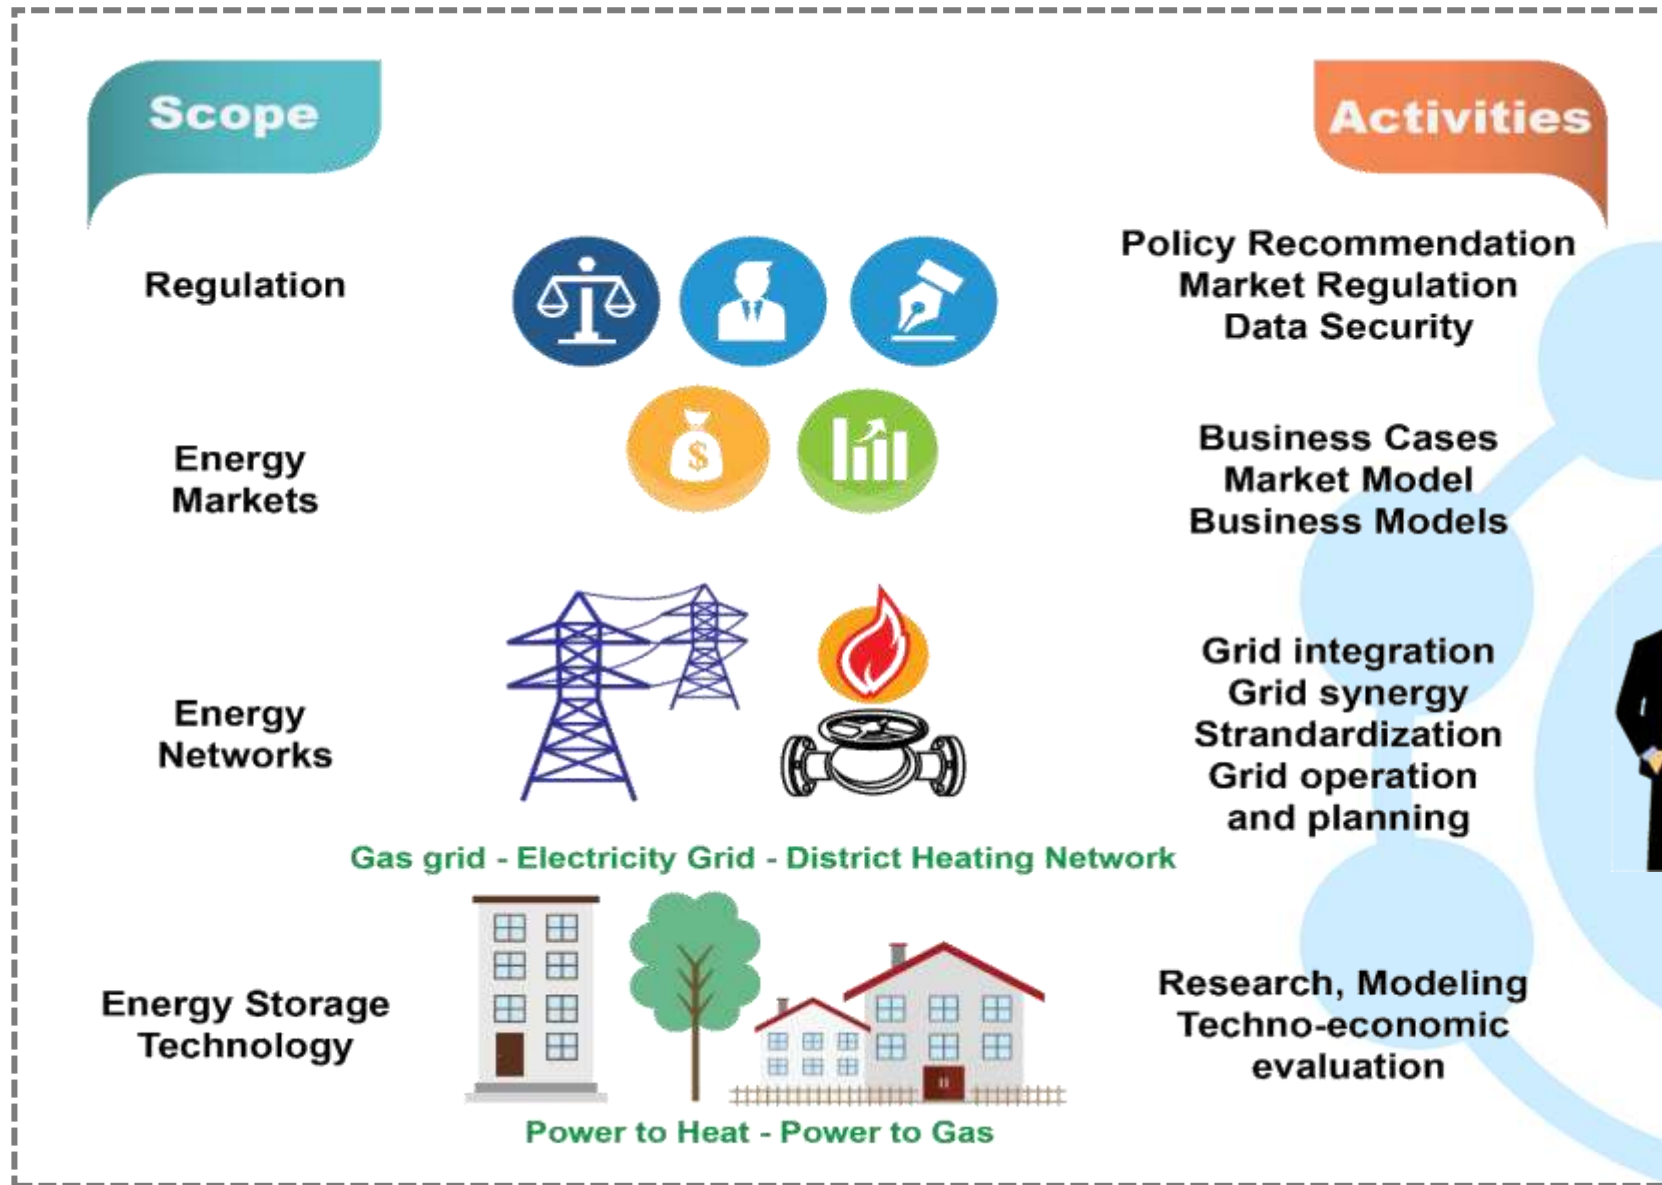 Scope
Activities
Regulation
Policy Recommendation
Market Regulation
Data Security
Energy
Markets
$
Business Cases
Market Model
Business Models
Energy
Networks
Grid integration
Grid synergy
Strandardization
Grid operation
and planning
Gas grid - Electricity Grid - District Heating Network
Energy Storage
Technology
Research, Modeling
Techno-economic
evaluation
Power to Heat - Power to Gas